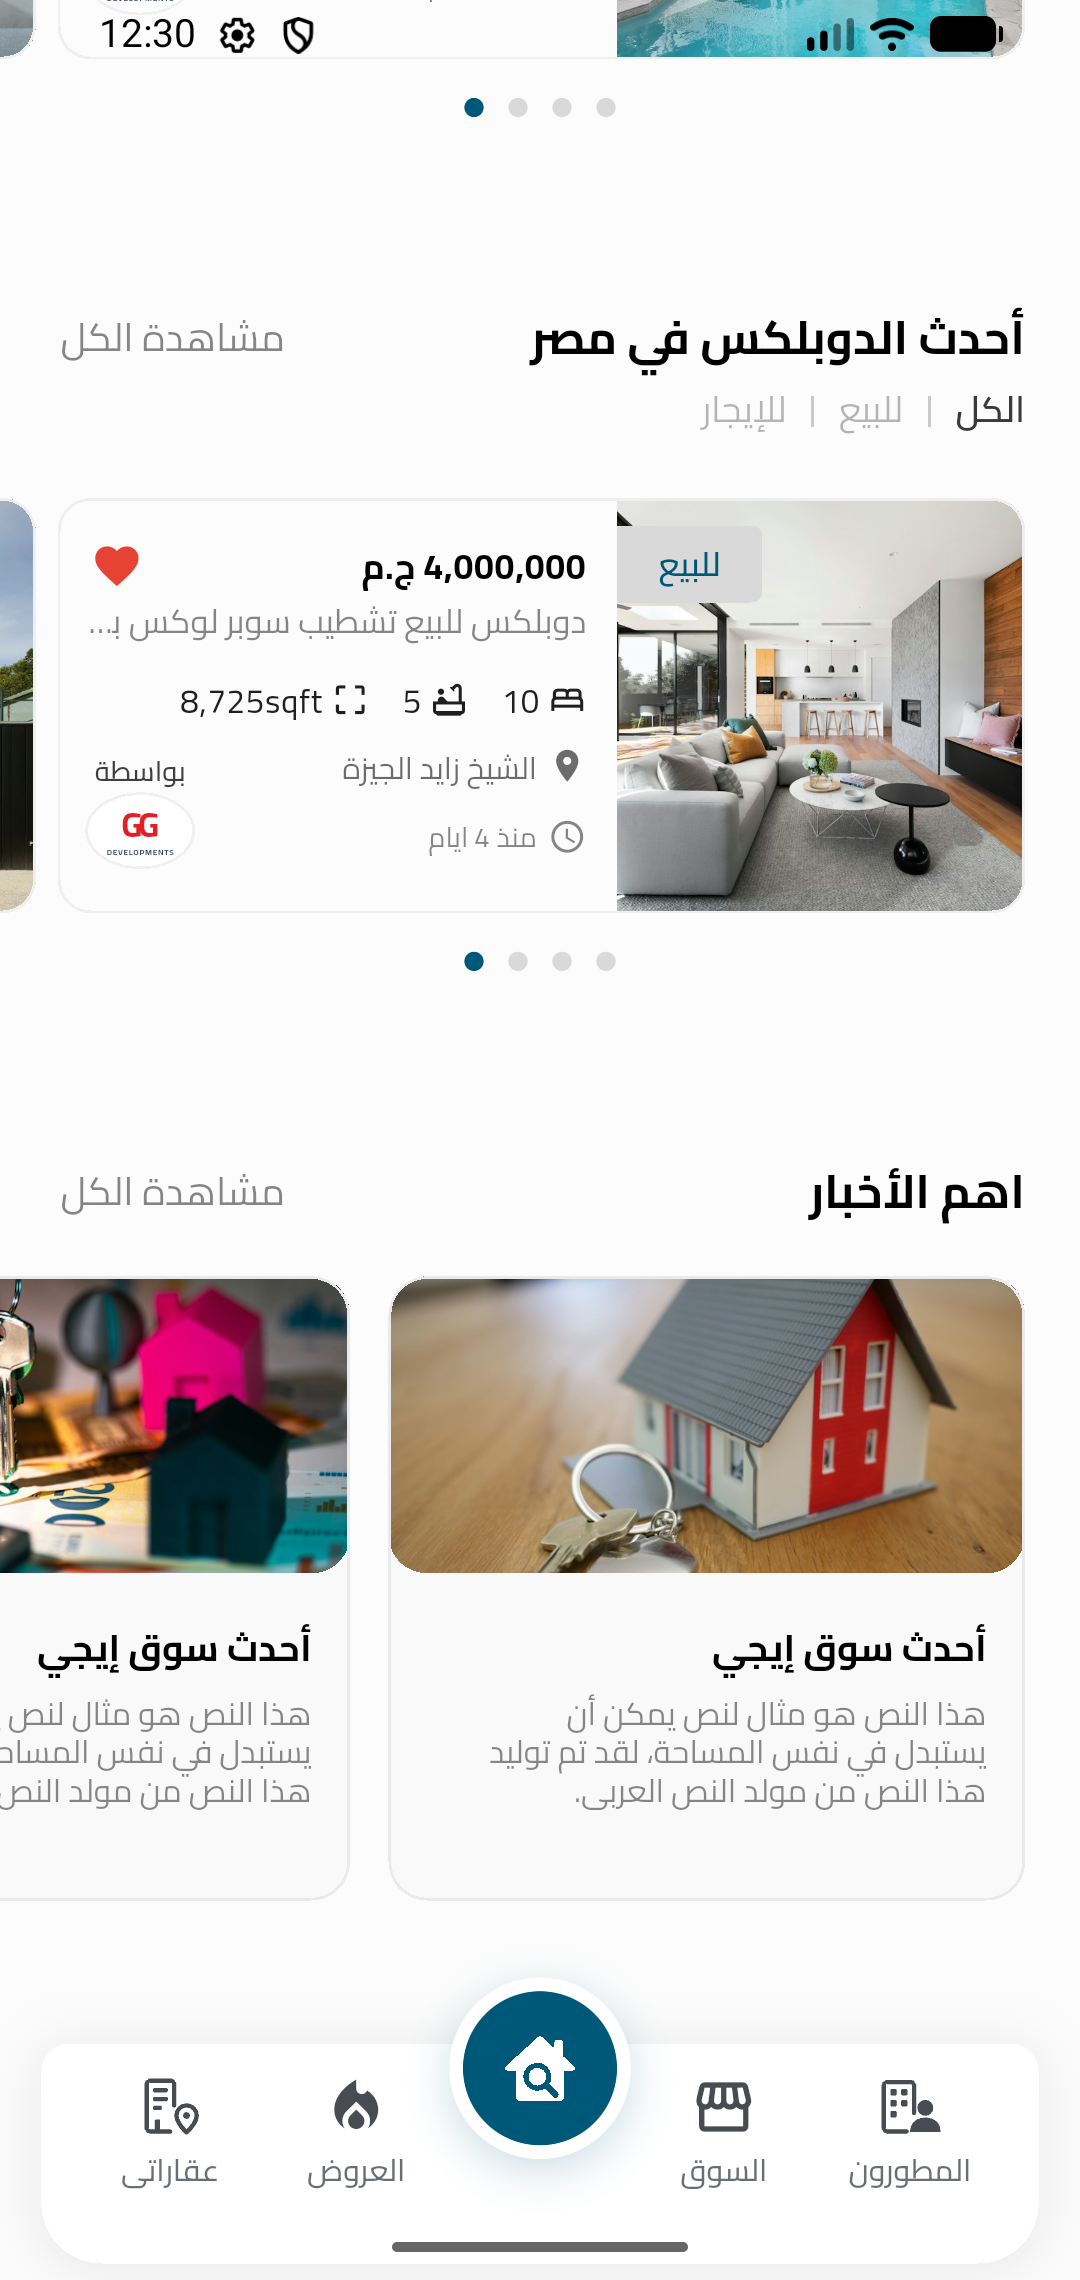 12:30
أحدث الدوبلكس في مصر
مشاهدة الكل
الكل | للبيع | للإيجار
للبيع
4,000,000 ج.م
دوبلكس للبيع تشطيب سوبر لوكس بـ...
10 5 8,725sqft
الشيخ زايد الجيزة
بواسطة
GG
DEVELOPMENTS
منذ 4 ايام
اهم الأخبار
مشاهدة الكل
أحدث سوق إيجي
هذا النص هو مثال لنص يمكن أن
يستبدل في نفس المساحة، لقد تم توليد
هذا النص من مولد النص العربى.
أحدث سوق إيجي
هذا النص هو مثال لنص
يستبدل في نفس المساحة
هذا النص من مولد النص
المطورون
السوق
العروض
عقاراتى